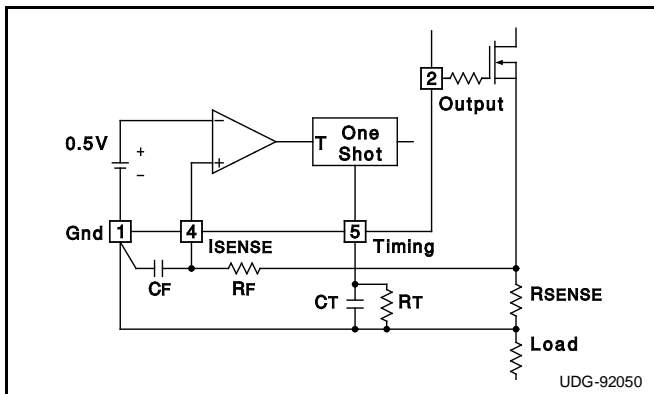 2
Output
0.5V
+
−
−
+
T
One
Shot
Gnd
1
4
ISENSE
5
Timing
CF
RF
CT
RT
RSENSE
Load
UDG-92050